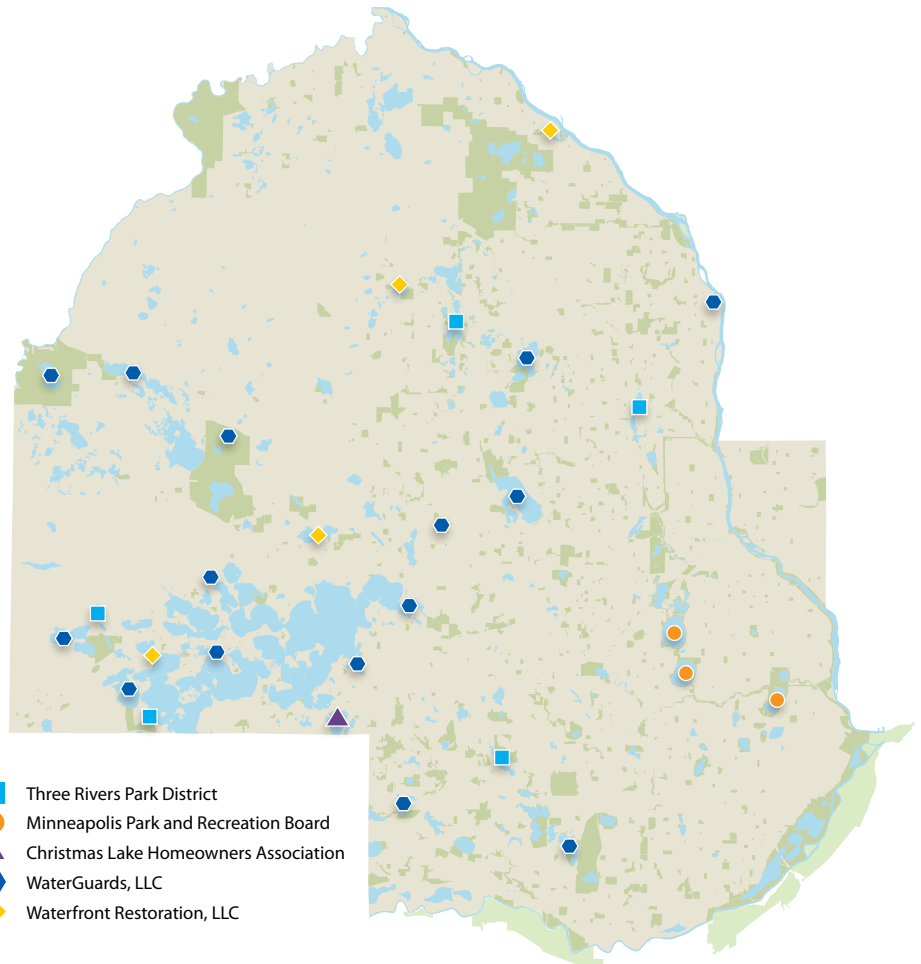 Three Rivers Park District
Minneapolis Park and Recreation Board
Christmas Lake Homeowners Association
WaterGuards, LLC
Waterfront Restoration, LLC